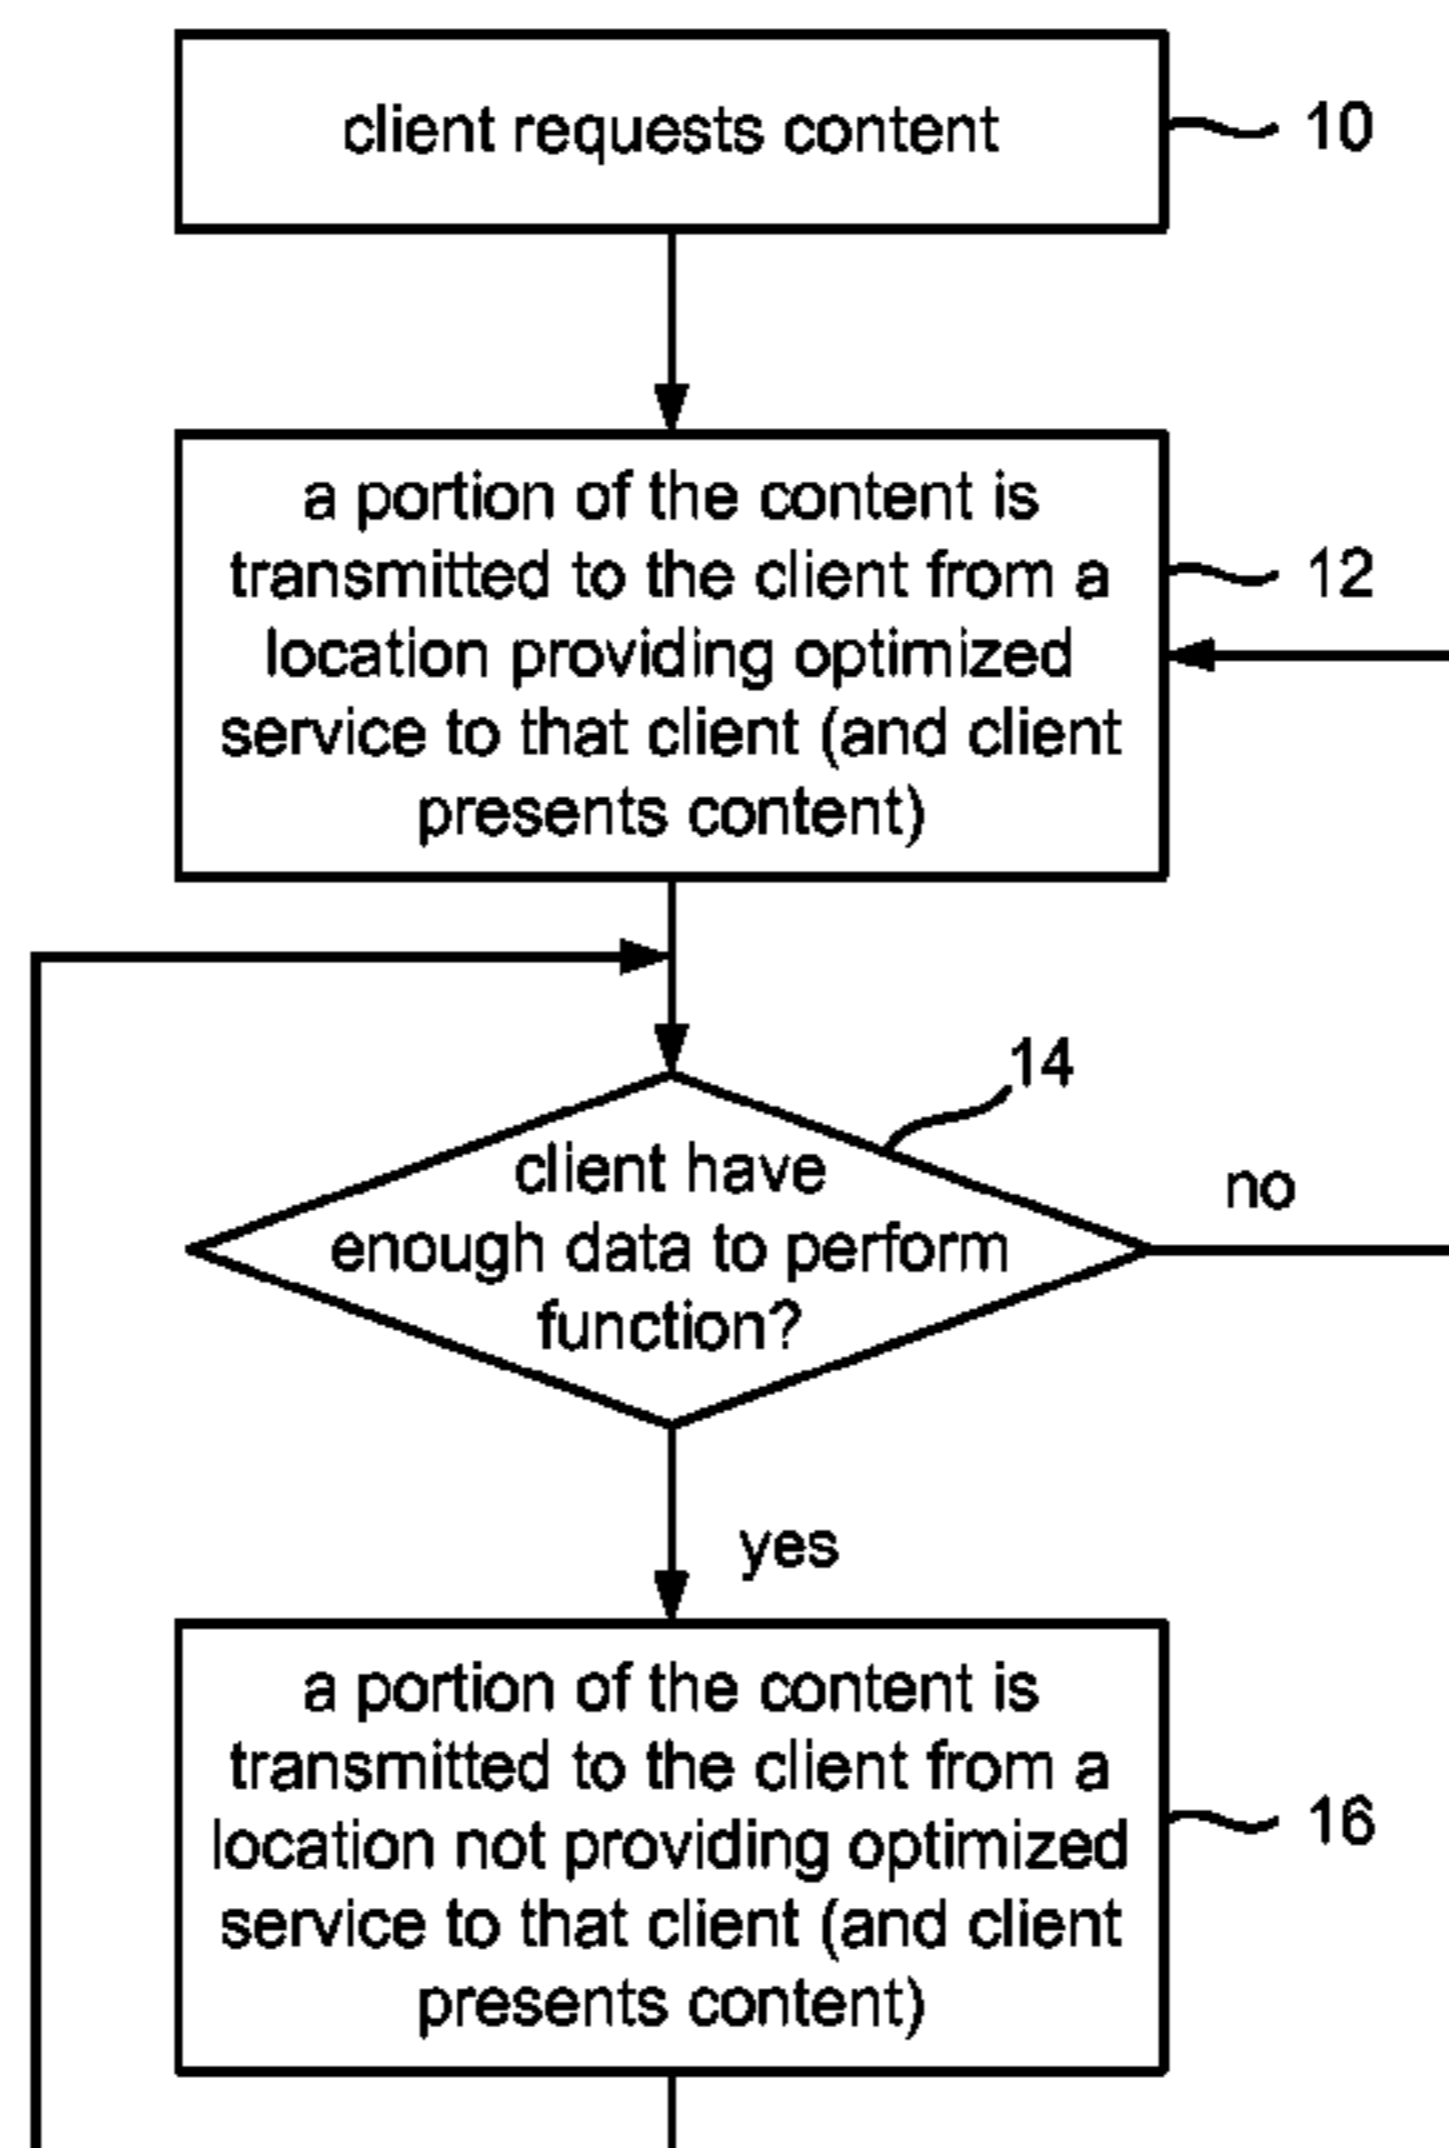 client requests content
10
a portion of the content is
transmitted to the client from a
location providing optimized
service to that client (and client
presents content)
12
14
client have
enough data to perform
function?
no
yes
a portion of the content is
transmitted to the client from a
location not providing optimized
service to that client (and client
presents content)
16